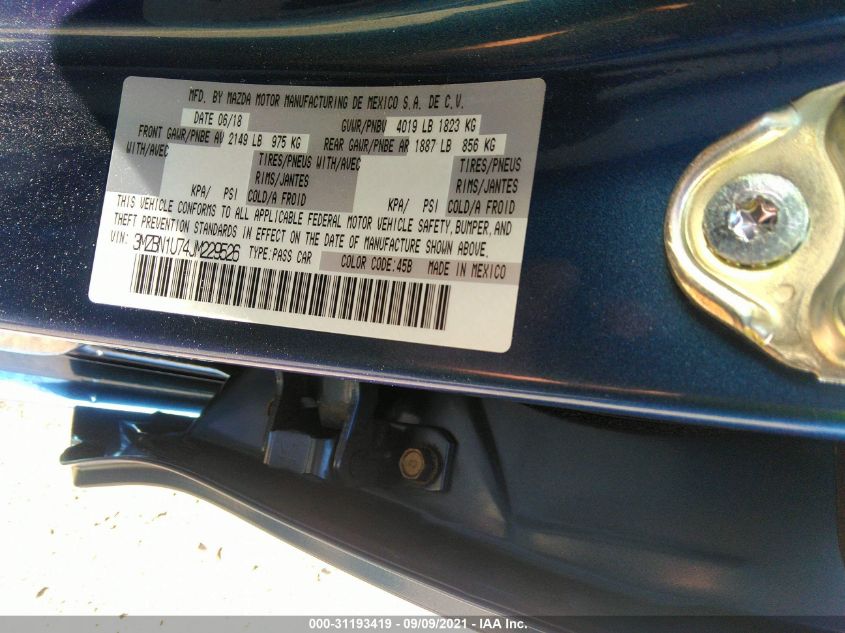 MFD. BY MAZDA MOTOR MANUFACTURING DE MEXICO S.A. DE C.V.
DATE 06/18 GVWR/PNBV 4019 LB 1823 KG
FRONT GAWR/PNBE AV 2149 LB 975 KG REAR GAWR/PNBE AR 1887 LB 856 KG
WITH/AVEC TIRES/PNEUS WITH/AVEC TIRES/PNEUS
RIMS/JANTES RIMS/JANTES
KPA/ PSI COLD/A FROID KPA/ PSI COLD/A FROID
THIS VEHICLE CONFORMS TO ALL APPLICABLE FEDERAL MOTOR VEHICLE SAFETY, BUMPER, AND
THEFT PREVENTION STANDARDS IN EFFECT ON THE DATE OF MANUFACTURE SHOWN ABOVE.
VIN: 3MZBN1U74JM229526 TYPE:PASS CAR COLOR CODE:45B MADE IN MEXICO
000-31193419 - 09/09/2021 - IAA Inc.